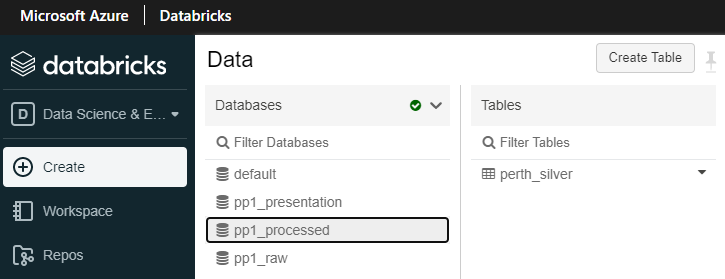 Microsoft Azure | Databricks
databricks
D Data Science & E...
Create
Workspace
Repos
Data
Create Table
Databases
Filter Databases
default
pp1_presentation
pp1_processed
pp1_raw
Tables
Filter Tables
perth_silver